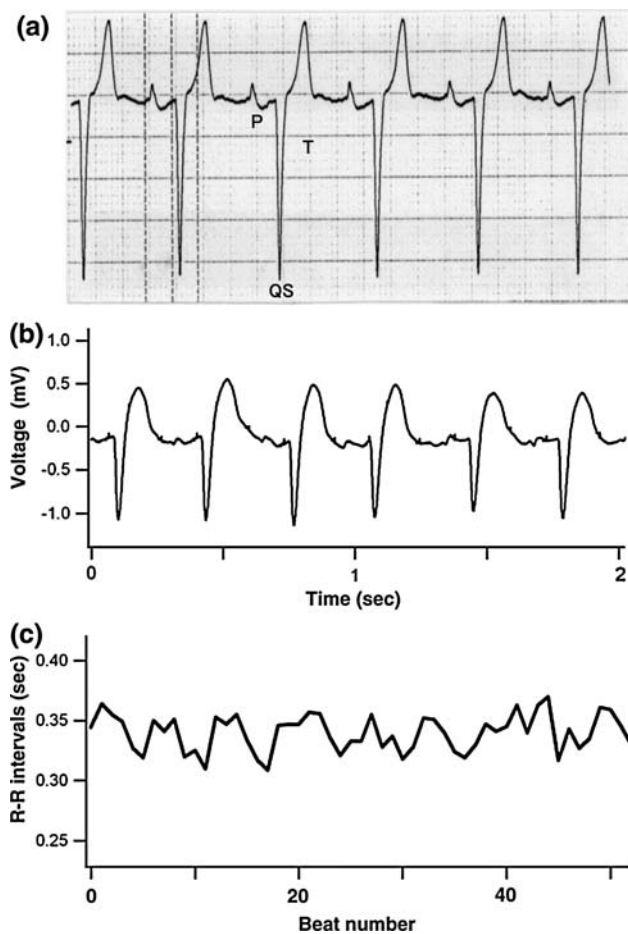 (a)
P
T
QS
(b)
1.0
0.5
0.0
-0.5
-1.0
Voltage (mV)
0
1
2
Time (sec)
(c)
0.40
0.35
0.30
0.25
R-R intervals (sec)
0
20
40
Beat number